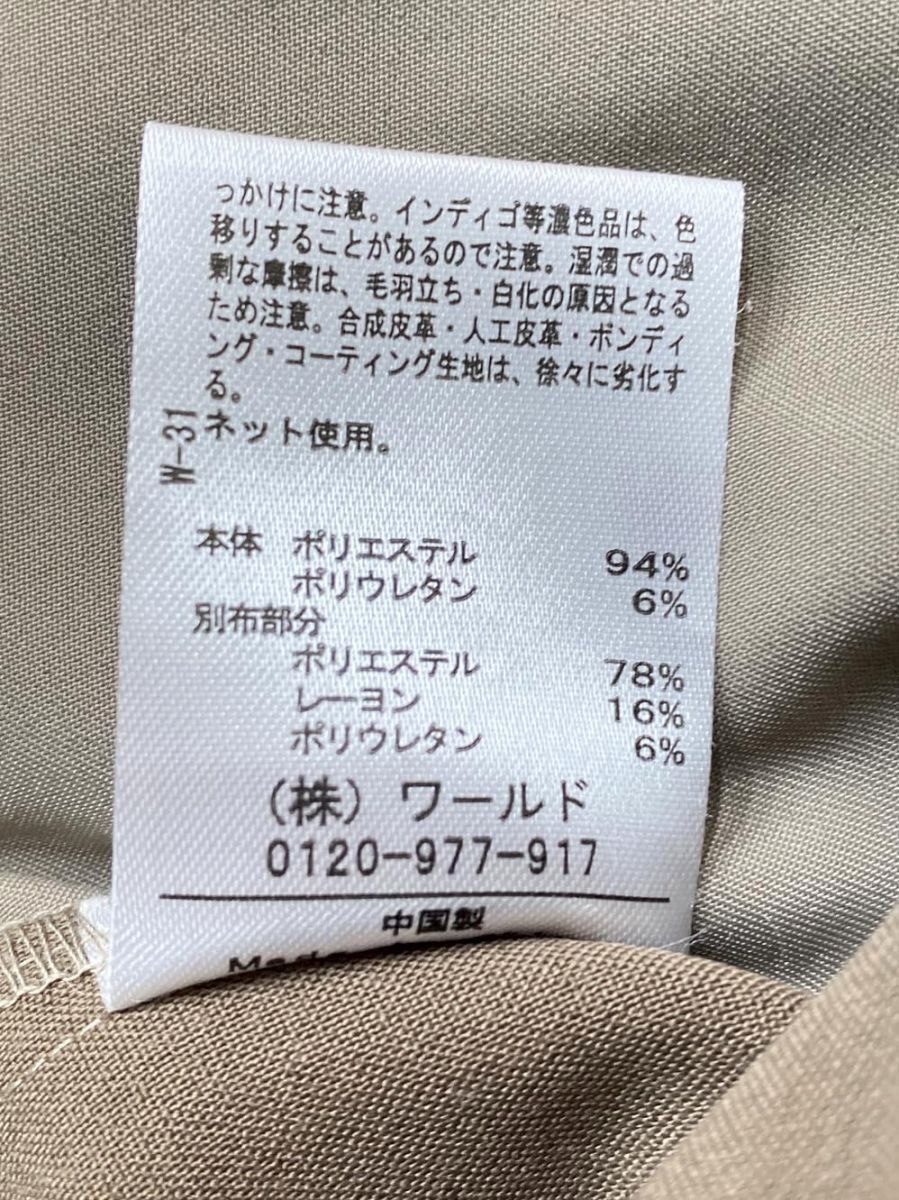 っかけに注意。インディゴ等濃色品は、色
移りすることがあるので注意。湿潤での過
剰な摩擦は、毛羽立ち・白化の原因となる
ため注意。合成皮革・人工皮革・ボンディ
ング・コーティング生地は、徐々に劣化す
る。
ネット使用。
W-31
本体 ポリエステル 94%
ポリウレタン 6%
別布部分
ポリエステル 78%
レーヨン 16%
ポリウレタン 6%
(株) ワールド
0120-977-917
中国製
Made